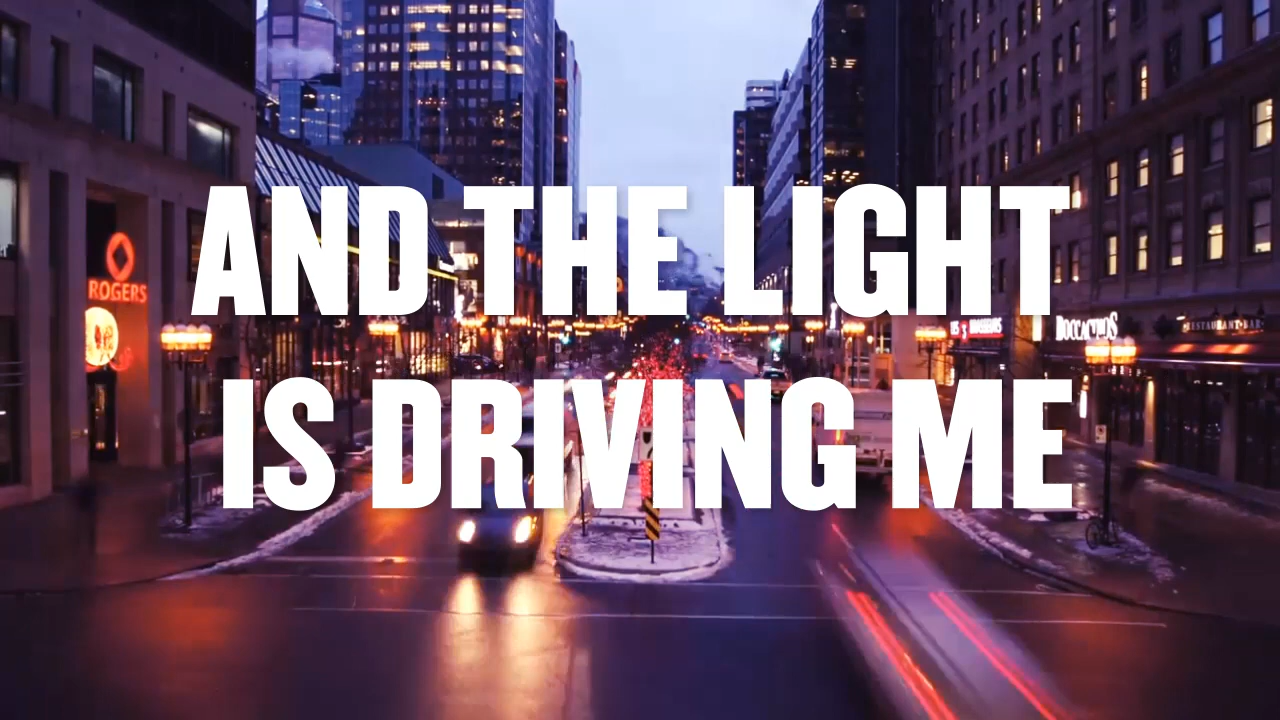 AND THE LIGHT
IS DRIVING ME
ROGERS
BOCCACINOS
RESTAURANT-BAR